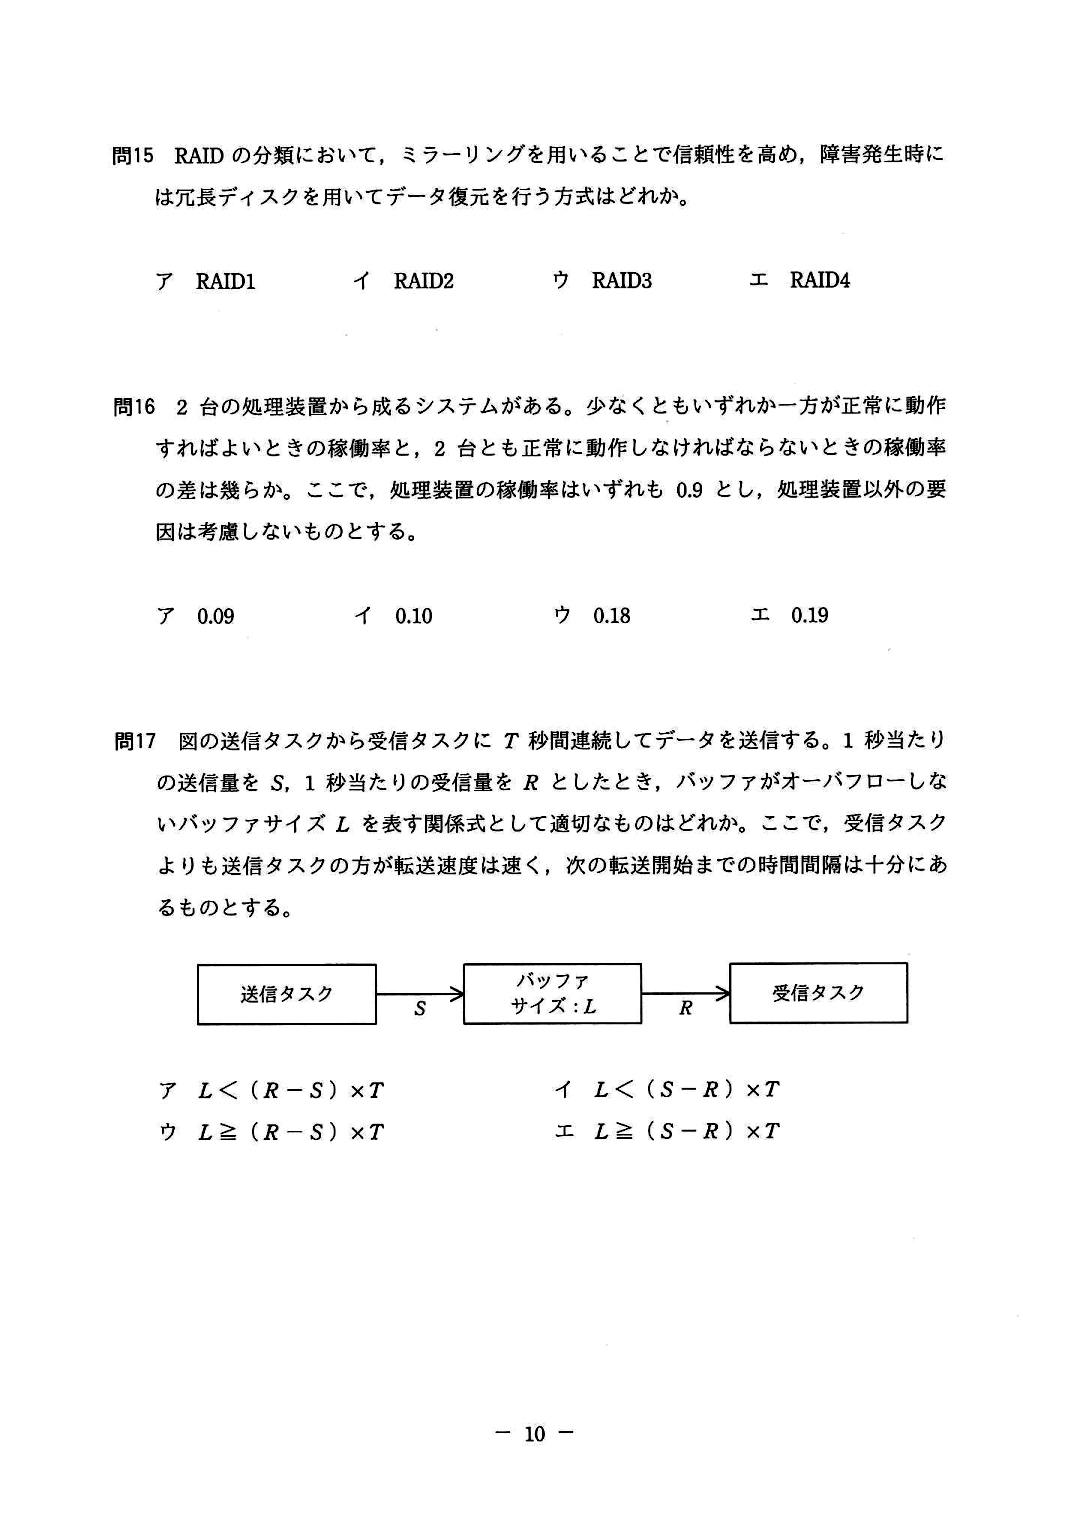 問15 RAID の分類において，ミラーリングを用いることで信頼性を高め，障害発生時に
は冗長ディスクを用いてデータ復元を行う方式はどれか。
ア RAID1 イ RAID2 ウ RAID3 エ RAID4
問16 2 台の処理装置から成るシステムがある。少なくともいずれか一方が正常に動作
すればよいときの稼働率と，2 台とも正常に動作しなければならないときの稼働率
の差は幾らか。ここで，処理装置の稼働率はいずれも 0.9 とし，処理装置以外の要
因は考慮しないものとする。
ア 0.09 イ 0.10 ウ 0.18 エ 0.19
問17 図の送信タスクから受信タスクに T 秒間連続してデータを送信する。1 秒当たり
の送信量を S，1 秒当たりの受信量を R としたとき，バッファがオーバフローしな
いバッファサイズ L を表す関係式として適切なものはどれか。ここで，受信タスク
よりも送信タスクの方が転送速度は速く，次の転送開始までの時間間隔は十分にあ
るものとする。
送信タスク
S
バッファ
サイズ：L
R
受信タスク
ア L＜（R－S）×T イ L＜（S－R）×T
ウ L≧（R－S）×T エ L≧（S－R）×T
－ 10 －